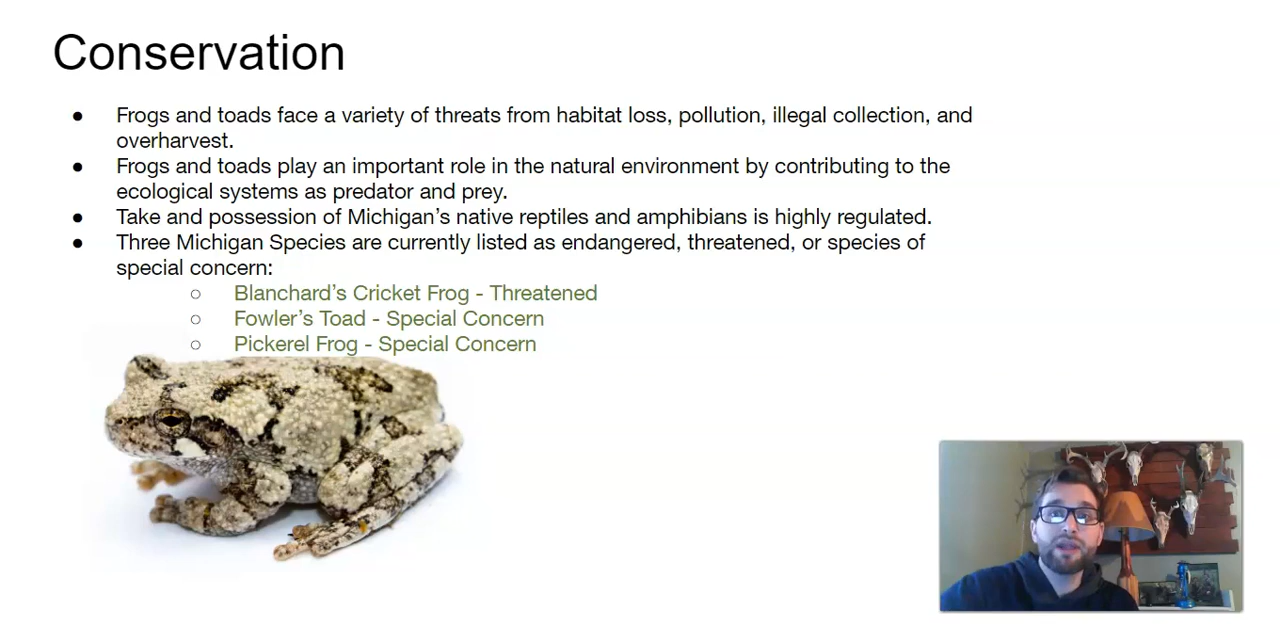 Conservation
● Frogs and toads face a variety of threats from habitat loss, pollution, illegal collection, and
overharvest.
● Frogs and toads play an important role in the natural environment by contributing to the
ecological systems as predator and prey.
● Take and possession of Michigan’s native reptiles and amphibians is highly regulated.
● Three Michigan Species are currently listed as endangered, threatened, or species of
special concern:
○ Blanchard’s Cricket Frog - Threatened
○ Fowler’s Toad - Special Concern
○ Pickerel Frog - Special Concern